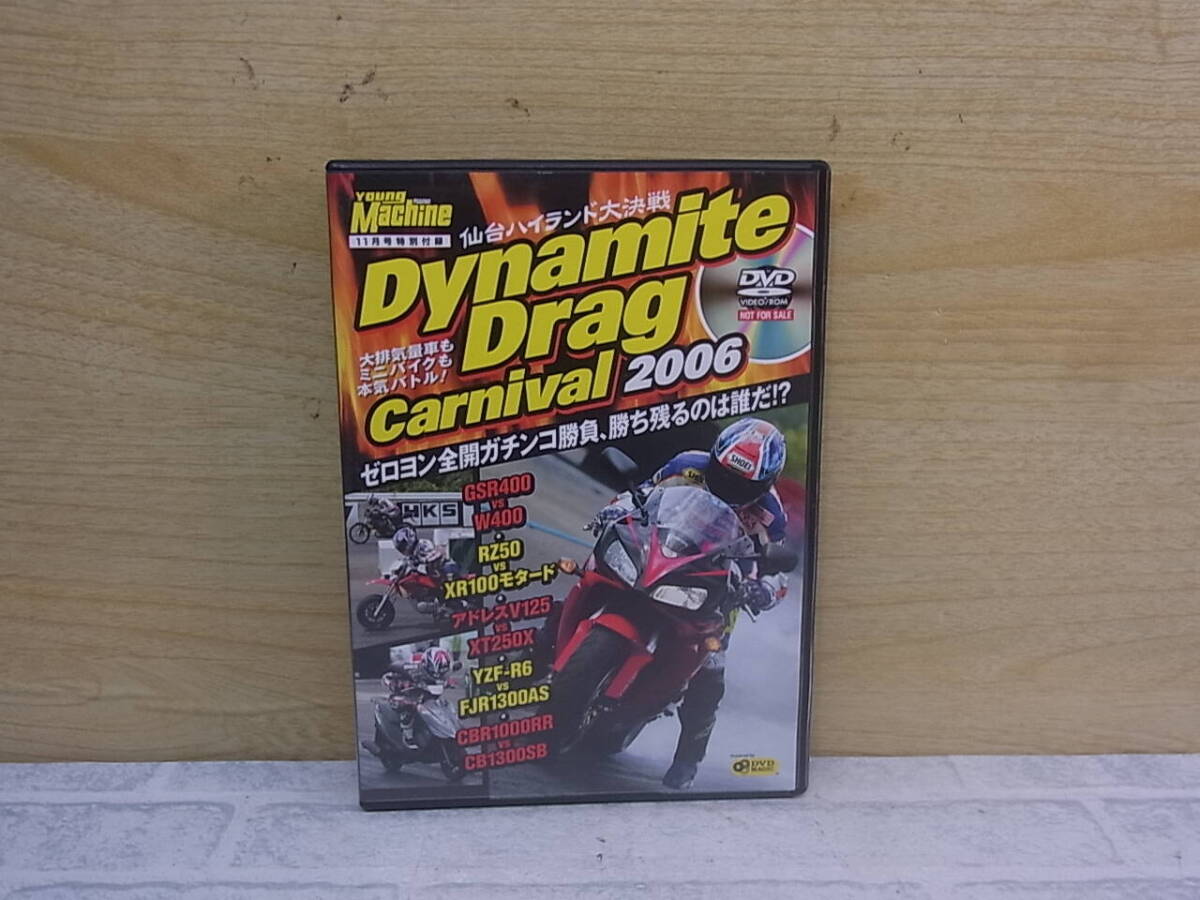 Young
Machine
11月号特別付録
仙台ハイランド大決戦
Dynamite
Drag
Carnival 2006
DVD
VIDEO/ROM
NOT FOR SALE
大排気量車も
ミニバイクも
本気バトル!
ゼロヨン全開ガチンコ勝負、勝ち残るのは誰だ!?
HKS
SHOEI
GSR400
VS
W400
RZ50
VS
XR100モタード
アドレスV125
VS
XT250X
YZF-R6
VS
FJR1300AS
CBR1000RR
VS
CB1300SB
Powered by
DVD